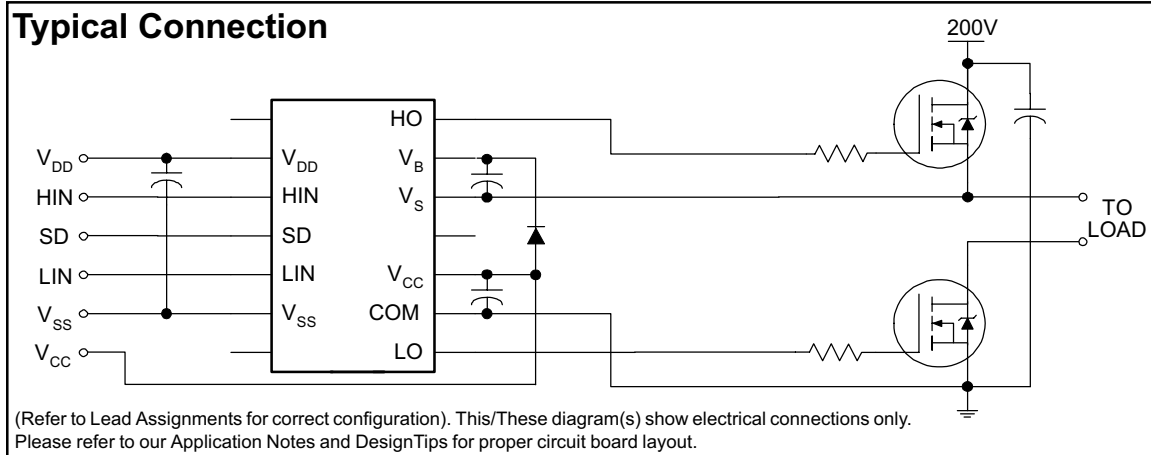 Typical Connection
200V
HO
VDD
VDD
VB
HIN
HIN
VS
TO
LOAD
SD
SD
LIN
LIN
VCC
VSS
VSS
COM
VCC
LO
(Refer to Lead Assignments for correct configuration). This/These diagram(s) show electrical connections only.
Please refer to our Application Notes and DesignTips for proper circuit board layout.